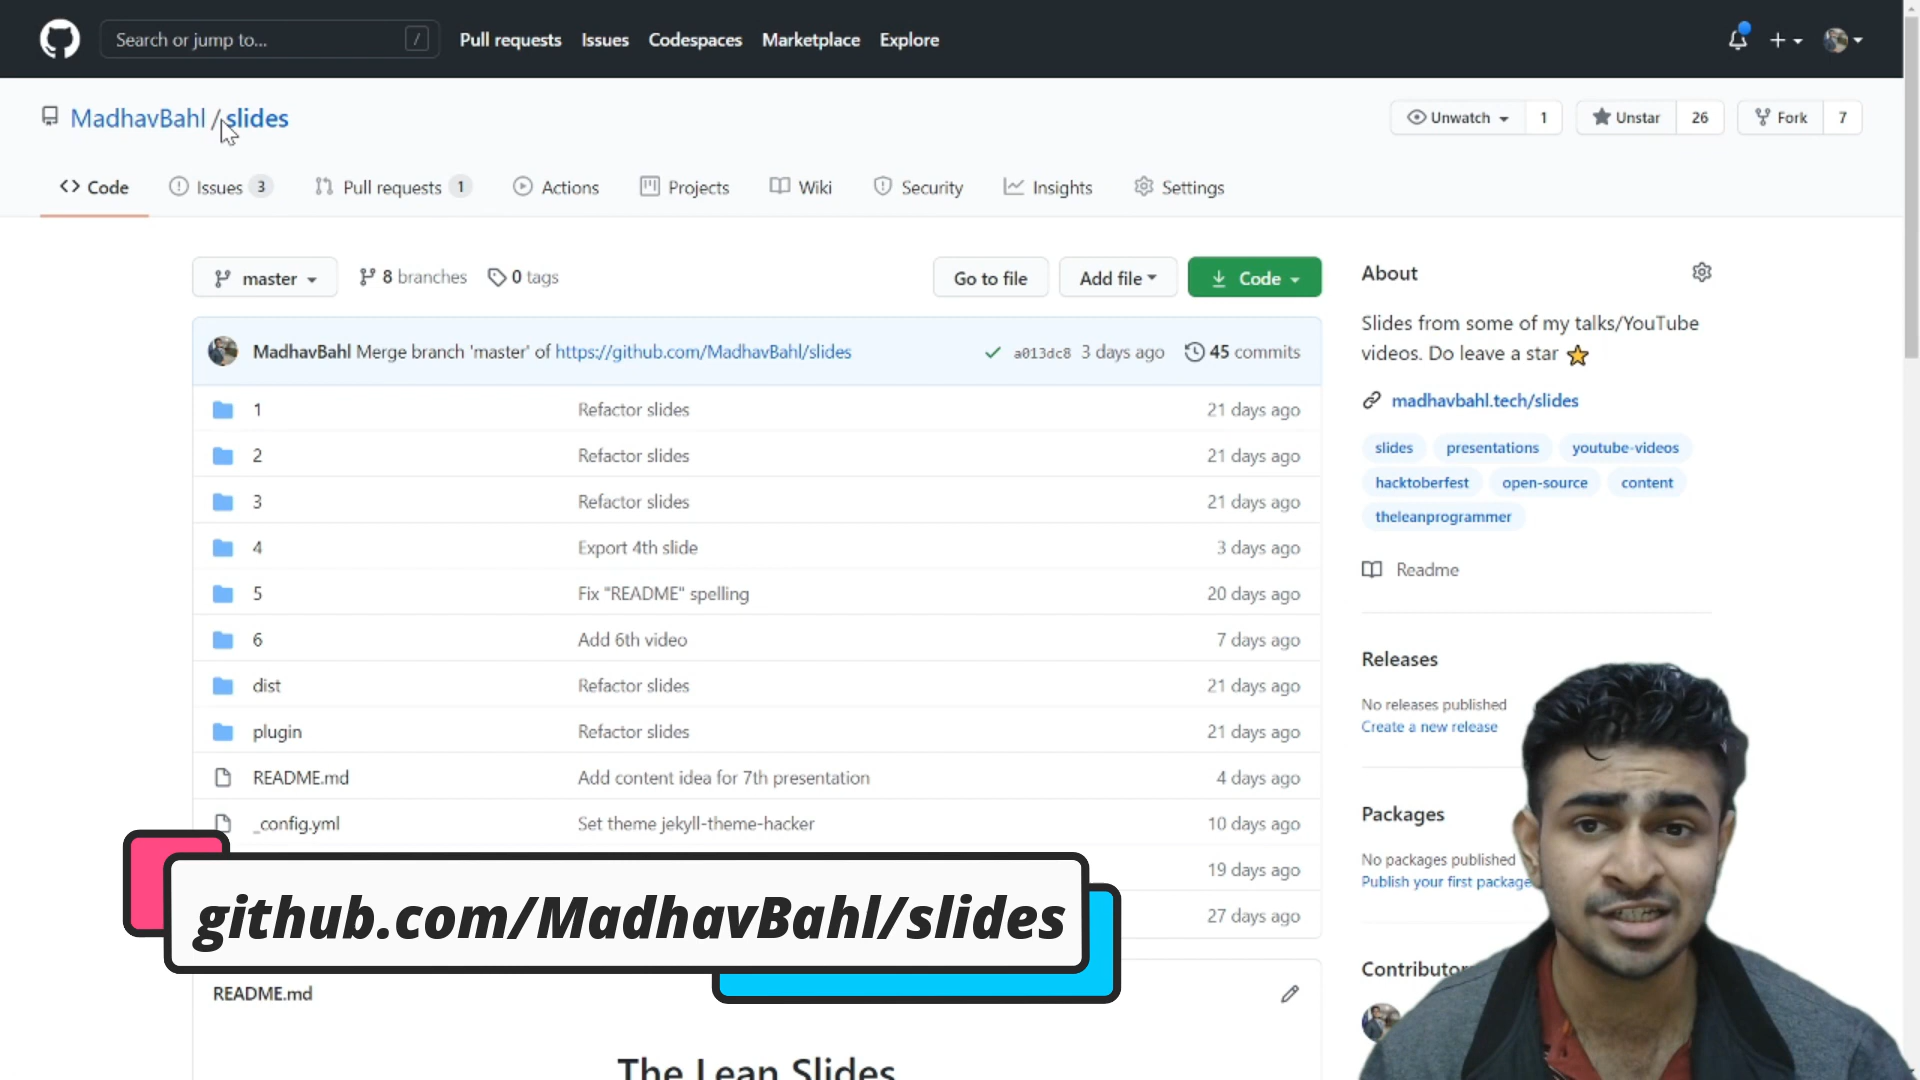 Search or jump to... /
Pull requests Issues Codespaces Marketplace Explore
MadhavBahl / slides
Unwatch 1 Unstar 26 Fork 7
Code Issues 3 Pull requests 1 Actions Projects Wiki Security Insights Settings
master 8 branches 0 tags Go to file Add file Code
MadhavBahl Merge branch 'master' of https://github.com/MadhavBahl/slides a013dc8 3 days ago 45 commits
1 Refactor slides 21 days ago
2 Refactor slides 21 days ago
3 Refactor slides 21 days ago
4 Export 4th slide 3 days ago
5 Fix "README" spelling 20 days ago
6 Add 6th video 7 days ago
dist Refactor slides 21 days ago
plugin Refactor slides 21 days ago
README.md Add content idea for 7th presentation 4 days ago
_config.yml Set theme jekyll-theme-hacker 10 days ago
19 days ago
27 days ago
github.com/MadhavBahl/slides
README.md
The Lean Slides
About
Slides from some of my talks/YouTube
videos. Do leave a star
madhavbahl.tech/slides
slides presentations youtube-videos
hacktoberfest open-source content
theleanprogrammer
Readme
Releases
No releases published
Create a new release
Packages
No packages published
Publish your first package
Contributor